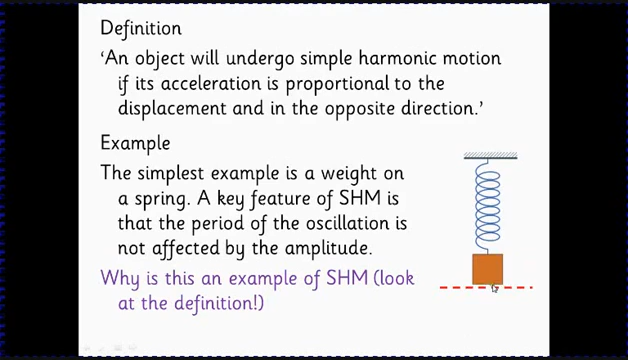 Definition
‘An object will undergo simple harmonic motion
if its acceleration is proportional to the
displacement and in the opposite direction.’
Example
The simplest example is a weight on
a spring. A key feature of SHM is
that the period of the oscillation is
not affected by the amplitude.
Why is this an example of SHM (look
at the definition!)